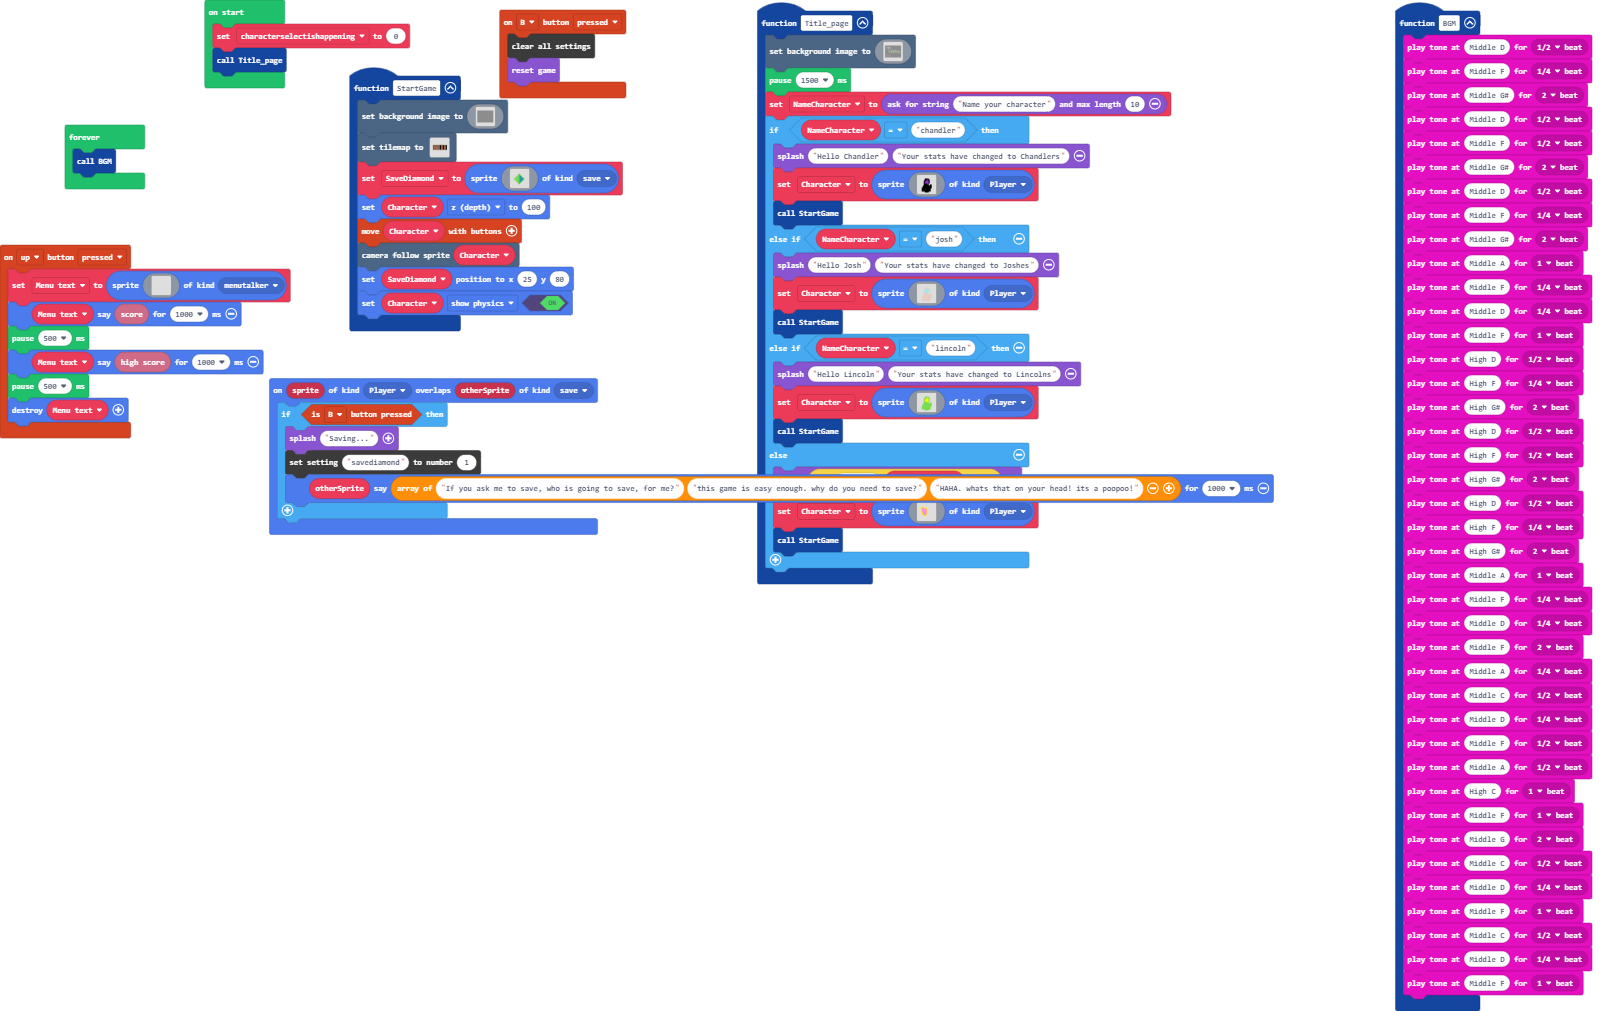 on start
set characterselectishappening to 0
call Title_page
forever
call BGM
on up button pressed
set Menu text to sprite of kind menutalker
Menu text say score for 1000 ms
pause 500 ms
Menu text say high score for 1000 ms
pause 500 ms
destroy Menu text
function StartGame
set background image to
set tilemap to
set SaveDiamond to sprite of kind save
set Character z (depth) to 100
move Character with buttons
camera follow sprite Character
set SaveDiamond position to x 25 y 80
set Character show physics ON
on B button pressed
clear all settings
reset game
on sprite of kind Player overlaps otherSprite of kind save
if is B button pressed then
splash "Saving..."
set setting "savediamond" to number 1
otherSprite say array of "If you ask me to save, who is going to save, for me?" "this game is easy enough. why do you need to save?" "HAHA. whats that on your head! its a poopoo!" for 1000 ms
function Title_page
set background image to
pause 1500 ms
set NameCharacter to ask for string "Name your character" and max length 10
if NameCharacter = "chandler" then
splash "Hello Chandler" "Your stats have changed to Chandlers"
set Character to sprite of kind Player
call StartGame
else if NameCharacter = "josh" then
splash "Hello Josh" "Your stats have changed to Joshes"
set Character to sprite of kind Player
call StartGame
else if NameCharacter = "lincoln" then
splash "Hello Lincoln" "Your stats have changed to Lincolns"
set Character to sprite of kind Player
call StartGame
else
set Character to sprite of kind Player
call StartGame
function BGM
play tone at Middle D for 1/2 beat
play tone at Middle F for 1/4 beat
play tone at Middle G# for 2 beat
play tone at Middle D for 1/2 beat
play tone at Middle F for 1/2 beat
play tone at Middle G# for 2 beat
play tone at Middle D for 1/2 beat
play tone at Middle F for 1/4 beat
play tone at Middle G# for 2 beat
play tone at Middle A for 1 beat
play tone at Middle F for 1/4 beat
play tone at Middle D for 1/4 beat
play tone at Middle F for 1 beat
play tone at High D for 1/2 beat
play tone at High F for 1/4 beat
play tone at High G# for 2 beat
play tone at High D for 1/2 beat
play tone at High F for 1/2 beat
play tone at High G# for 2 beat
play tone at High D for 1/2 beat
play tone at High F for 1/4 beat
play tone at High G# for 2 beat
play tone at Middle A for 1 beat
play tone at Middle F for 1/4 beat
play tone at Middle D for 1/4 beat
play tone at Middle F for 2 beat
play tone at Middle A for 1/4 beat
play tone at Middle C for 1/2 beat
play tone at Middle D for 1/4 beat
play tone at Middle F for 1/2 beat
play tone at Middle A for 1/2 beat
play tone at High C for 1 beat
play tone at Middle F for 1 beat
play tone at Middle G for 2 beat
play tone at Middle C for 1/2 beat
play tone at Middle D for 1/4 beat
play tone at Middle F for 1 beat
play tone at Middle C for 1/2 beat
play tone at Middle D for 1/4 beat
play tone at Middle F for 1 beat